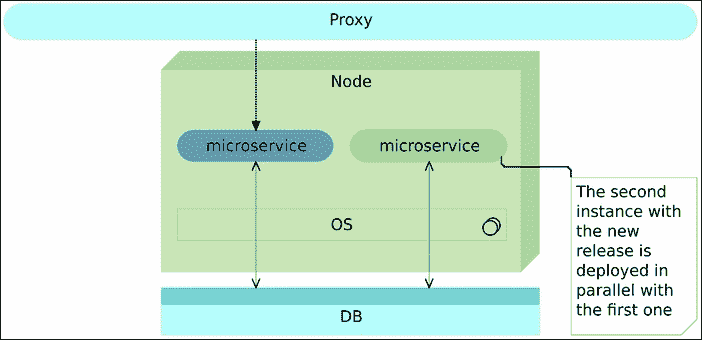 Proxy
Node
microservice
microservice
OS
DB
The second
instance with
the new
release is
deployed in
parallel with
the first one